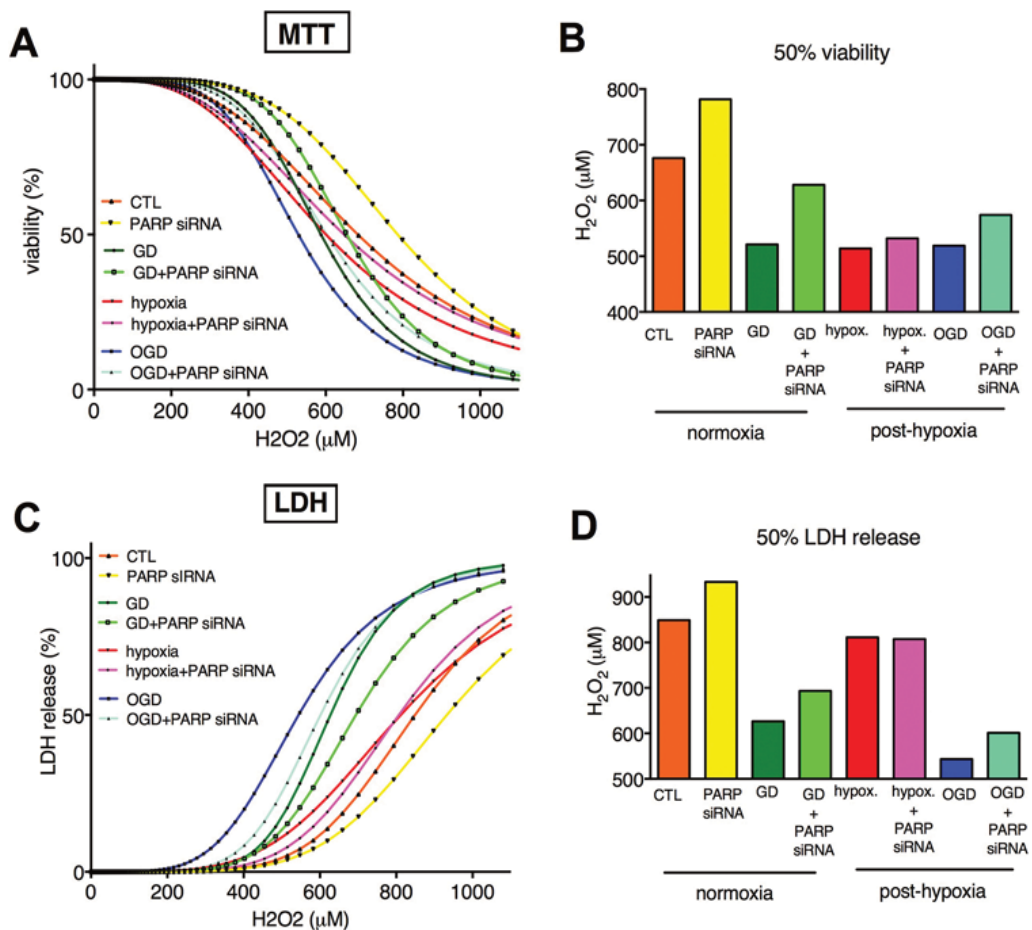 A
MTT
100
50
0
viability (%)
CTL
PARP siRNA
GD
GD+PARP siRNA
hypoxia
hypoxia+PARP siRNA
OGD
OGD+PARP siRNA
0 200 400 600 800 1000
H2O2 (μM)
B
50% viability
800
700
600
500
400
H₂O₂ (μM)
CTL PARP siRNA GD GD + PARP siRNA hypox. hypox. + PARP siRNA OGD OGD + PARP siRNA
normoxia post-hypoxia
C
LDH
100
50
0
LDH release (%)
CTL
PARP sIRNA
GD
GD+PARP siRNA
hypoxia
hypoxia+PARP siRNA
OGD
OGD+PARP siRNA
0 200 400 600 800 1000
H2O2 (μM)
D
50% LDH release
900
800
700
600
500
H₂O₂ (μM)
CTL PARP siRNA GD GD + PARP siRNA hypox. hypox. + PARP siRNA OGD OGD + PARP siRNA
normoxia post-hypoxia